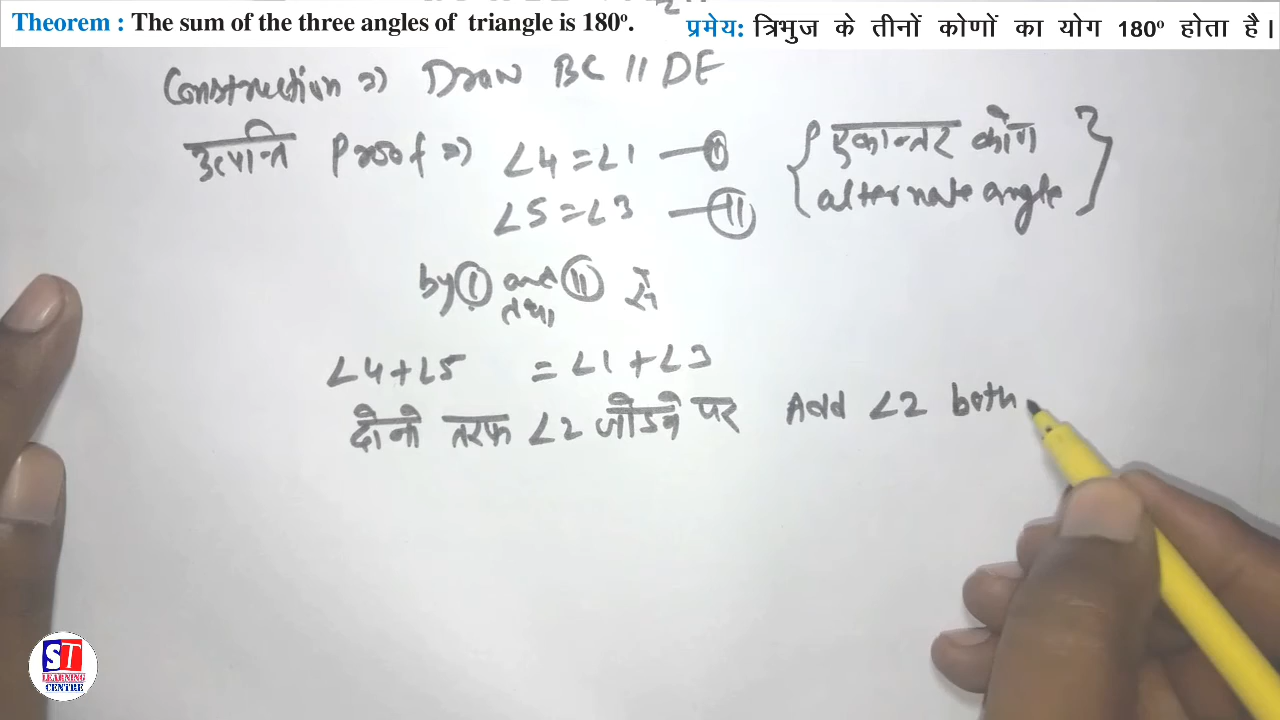 Theorem : The sum of the three angles of triangle is 180º.
प्रमेय: त्रिभुज के तीनों कोणों का योग 180º होता है।
Construction => Draw BC || DE
उत्पत्ति Proof => ∠4 = ∠1 — I
{ एकान्तर कोण
∠5 = ∠3 — II
alternate angle }
by I and II से
तथा
∠4+∠5 = ∠1+∠3
दोनो तरफ ∠2 जोडने पर Add ∠2 both
ST
LEARNING
CENTRE